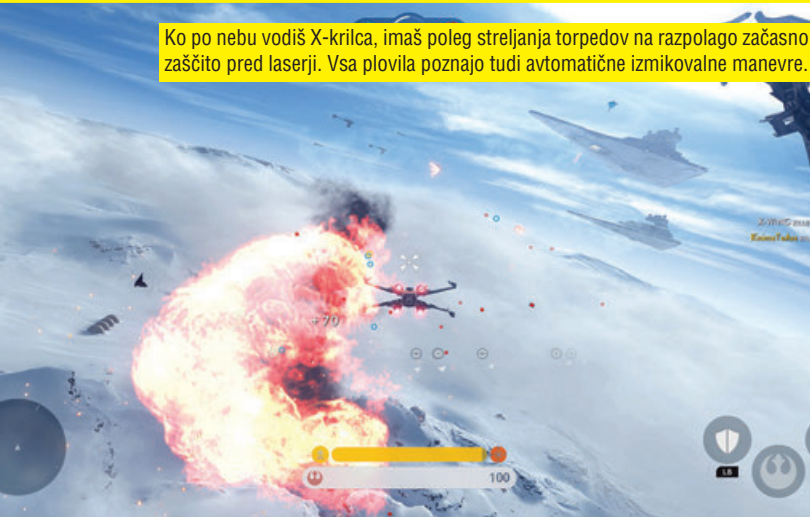 Ko po nebu vodiš X-krilca, imaš poleg streljanja torpedov na razpolago začasno
zaščito pred laserji. Vsa plovila poznajo tudi avtomatične izmikovalne manevre.
+70
100
LB